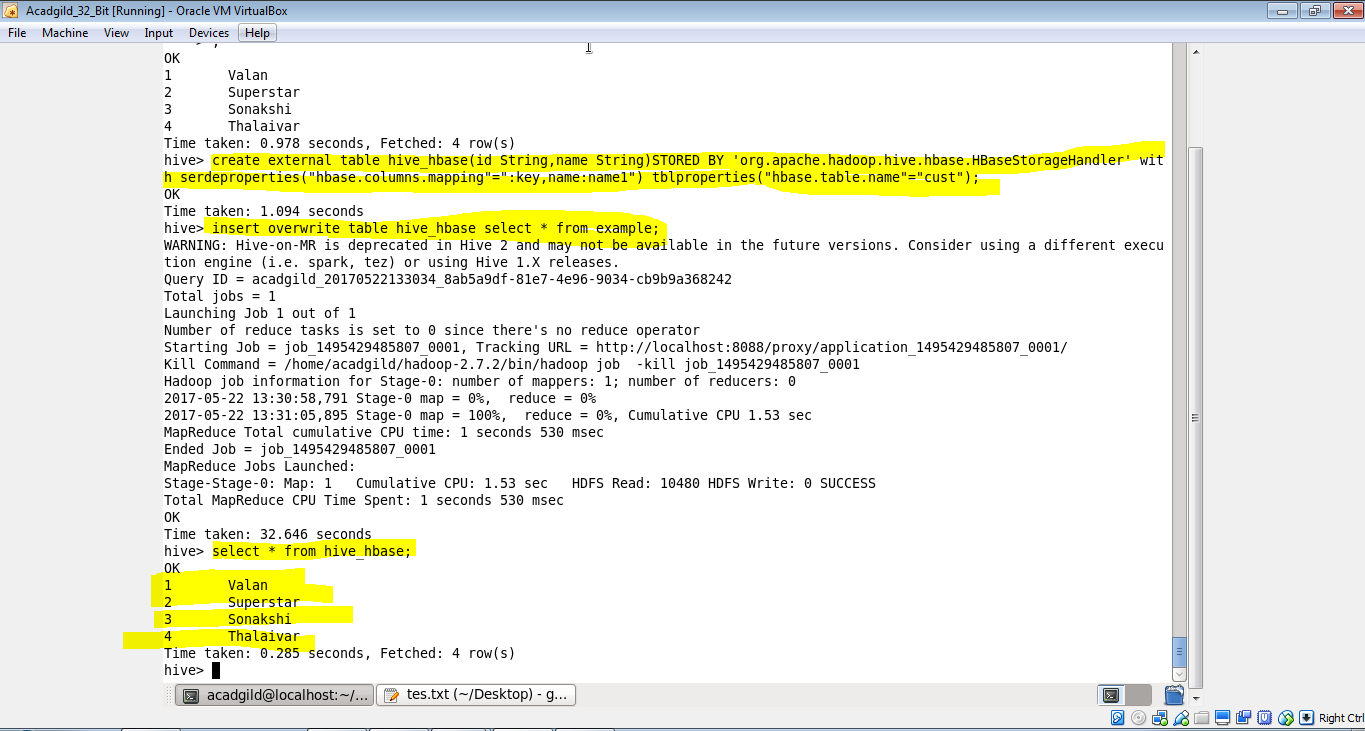 Acadgild_32_Bit [Running] - Oracle VM VirtualBox
File Machine View Input Devices Help
OK
1 Valan
2 Superstar
3 Sonakshi
4 Thalaivar
Time taken: 0.978 seconds, Fetched: 4 row(s)
hive> create external table hive_hbase(id String,name String)STORED BY 'org.apache.hadoop.hive.hbase.HBaseStorageHandler' wit
h serdeproperties("hbase.columns.mapping"=":key,name:name1") tblproperties("hbase.table.name"="cust");
OK
Time taken: 1.094 seconds
hive> insert overwrite table hive_hbase select * from example;
WARNING: Hive-on-MR is deprecated in Hive 2 and may not be available in the future versions. Consider using a different execu
tion engine (i.e. spark, tez) or using Hive 1.X releases.
Query ID = acadgild_20170522133034_8ab5a9df-81e7-4e96-9034-cb9b9a368242
Total jobs = 1
Launching Job 1 out of 1
Number of reduce tasks is set to 0 since there's no reduce operator
Starting Job = job_1495429485807_0001, Tracking URL = http://localhost:8088/proxy/application_1495429485807_0001/
Kill Command = /home/acadgild/hadoop-2.7.2/bin/hadoop job  -kill job_1495429485807_0001
Hadoop job information for Stage-0: number of mappers: 1; number of reducers: 0
2017-05-22 13:30:58,791 Stage-0 map = 0%,  reduce = 0%
2017-05-22 13:31:05,895 Stage-0 map = 100%,  reduce = 0%, Cumulative CPU 1.53 sec
MapReduce Total cumulative CPU time: 1 seconds 530 msec
Ended Job = job_1495429485807_0001
MapReduce Jobs Launched:
Stage-Stage-0: Map: 1   Cumulative CPU: 1.53 sec   HDFS Read: 10480 HDFS Write: 0 SUCCESS
Total MapReduce CPU Time Spent: 1 seconds 530 msec
OK
Time taken: 32.646 seconds
hive> select * from hive_hbase;
OK
1 Valan
2 Superstar
3 Sonakshi
4 Thalaivar
Time taken: 0.285 seconds, Fetched: 4 row(s)
hive>
acadgild@localhost:~/... tes.txt (~/Desktop) - g...
Right Ctrl